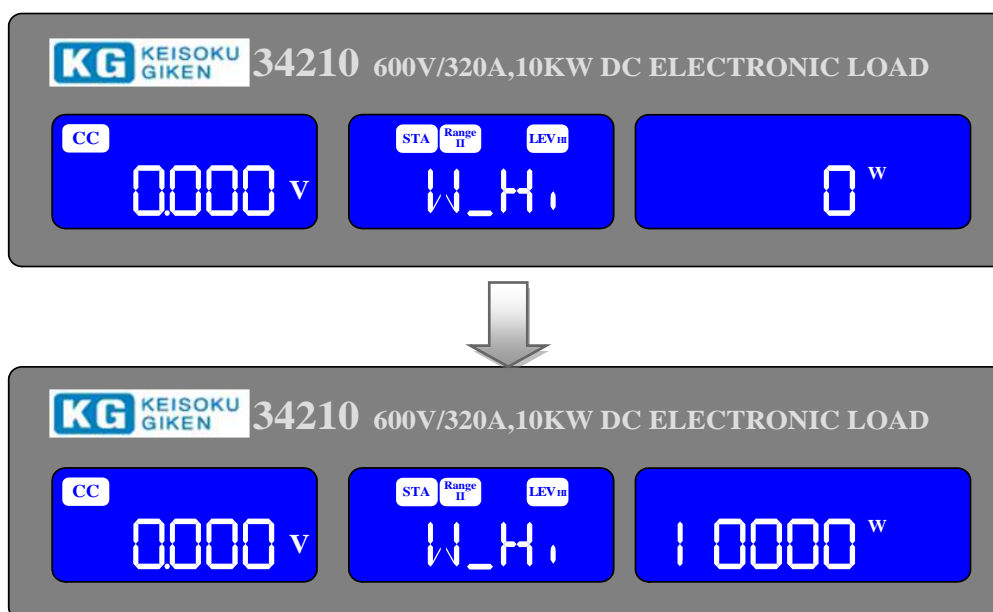 KG KEISOKU GIKEN 34210 600V/320A,10KW DC ELECTRONIC LOAD
CC STA Range II LEV HI
0.000 V W_Hi 0 W
KG KEISOKU GIKEN 34210 600V/320A,10KW DC ELECTRONIC LOAD
CC STA Range II LEV HI
0.000 V W_Hi 10000 W